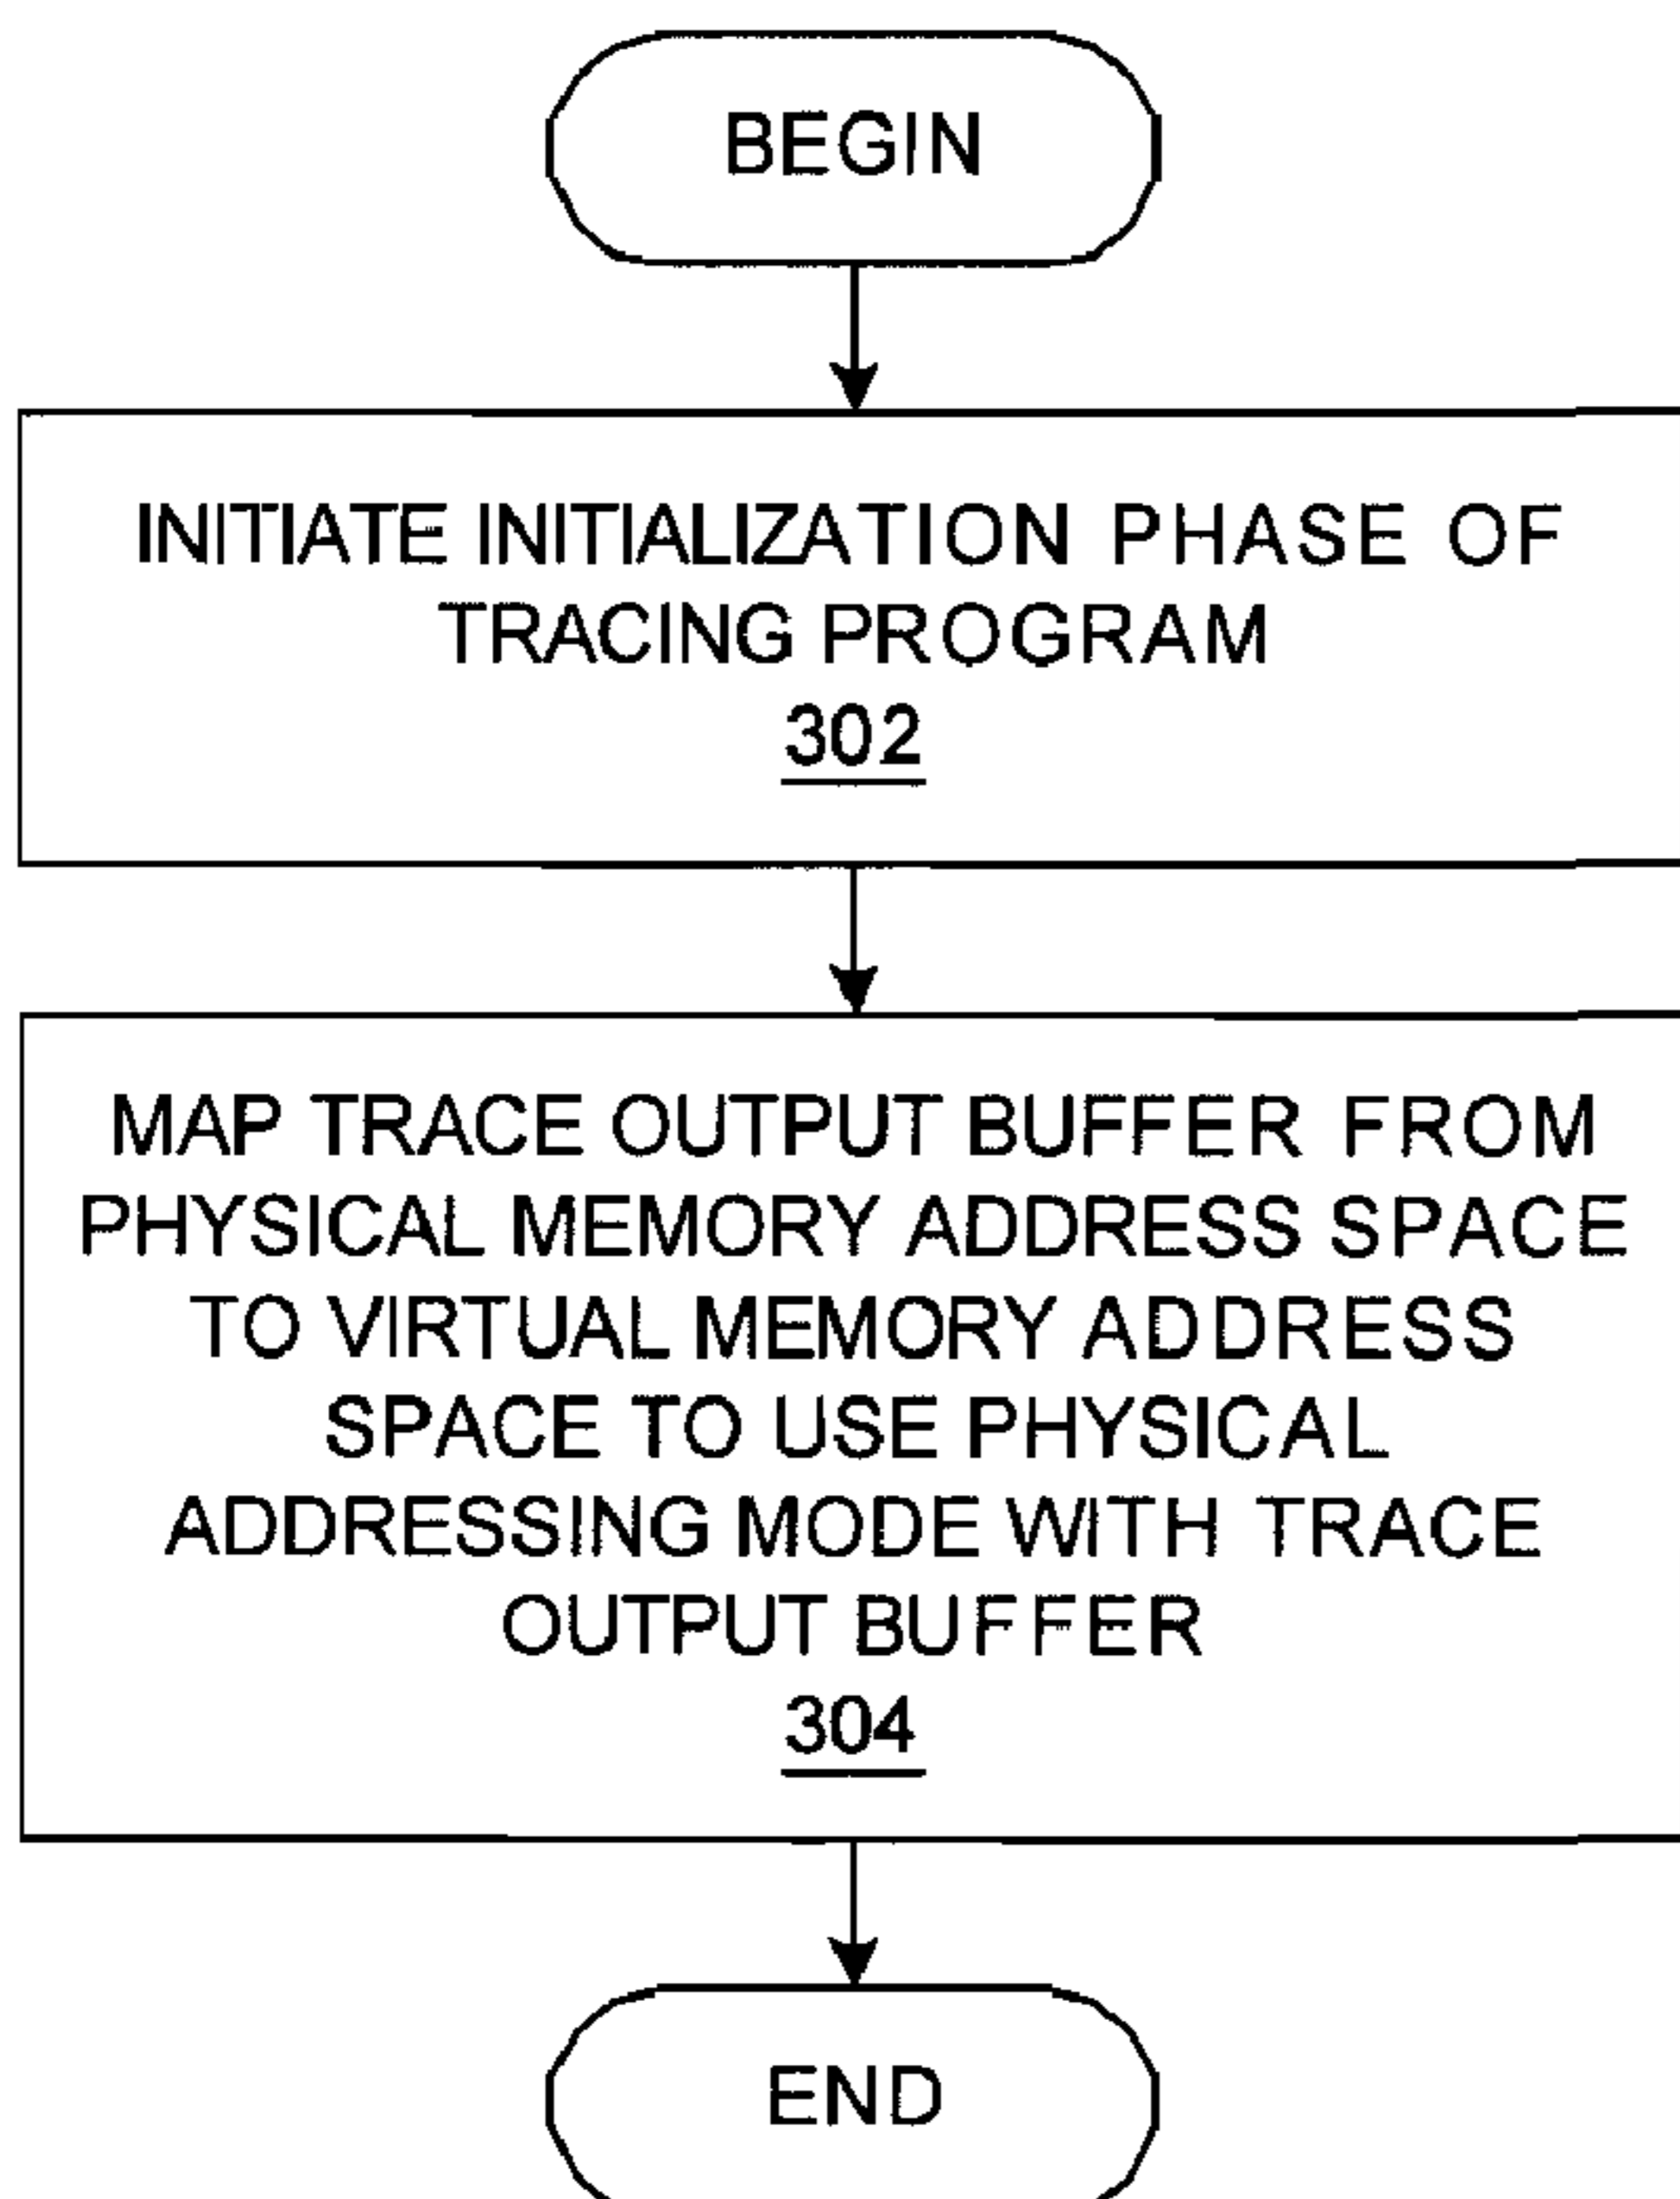 BEGIN
INITIATE INITIALIZATION PHASE OF
TRACING PROGRAM
302
MAP TRACE OUTPUT BUFFER FROM
PHYSICAL MEMORY ADDRESS SPACE
TO VIRTUAL MEMORY ADDRESS
SPACE TO USE PHYSICAL
ADDRESSING MODE WITH TRACE
OUTPUT BUFFER
304
END